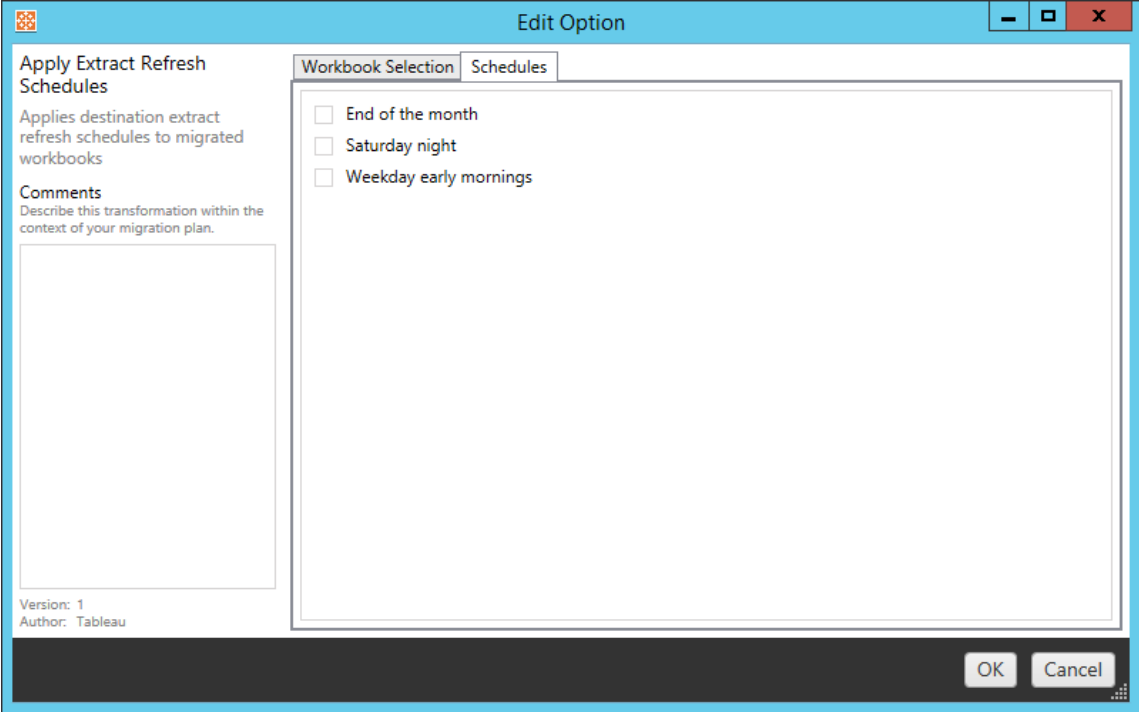 Edit Option
Apply Extract Refresh
Schedules
Applies destination extract
refresh schedules to migrated
workbooks
Comments
Describe this transformation within the
context of your migration plan.
Version: 1
Author: Tableau
Workbook Selection
Schedules
End of the month
Saturday night
Weekday early mornings
OK
Cancel